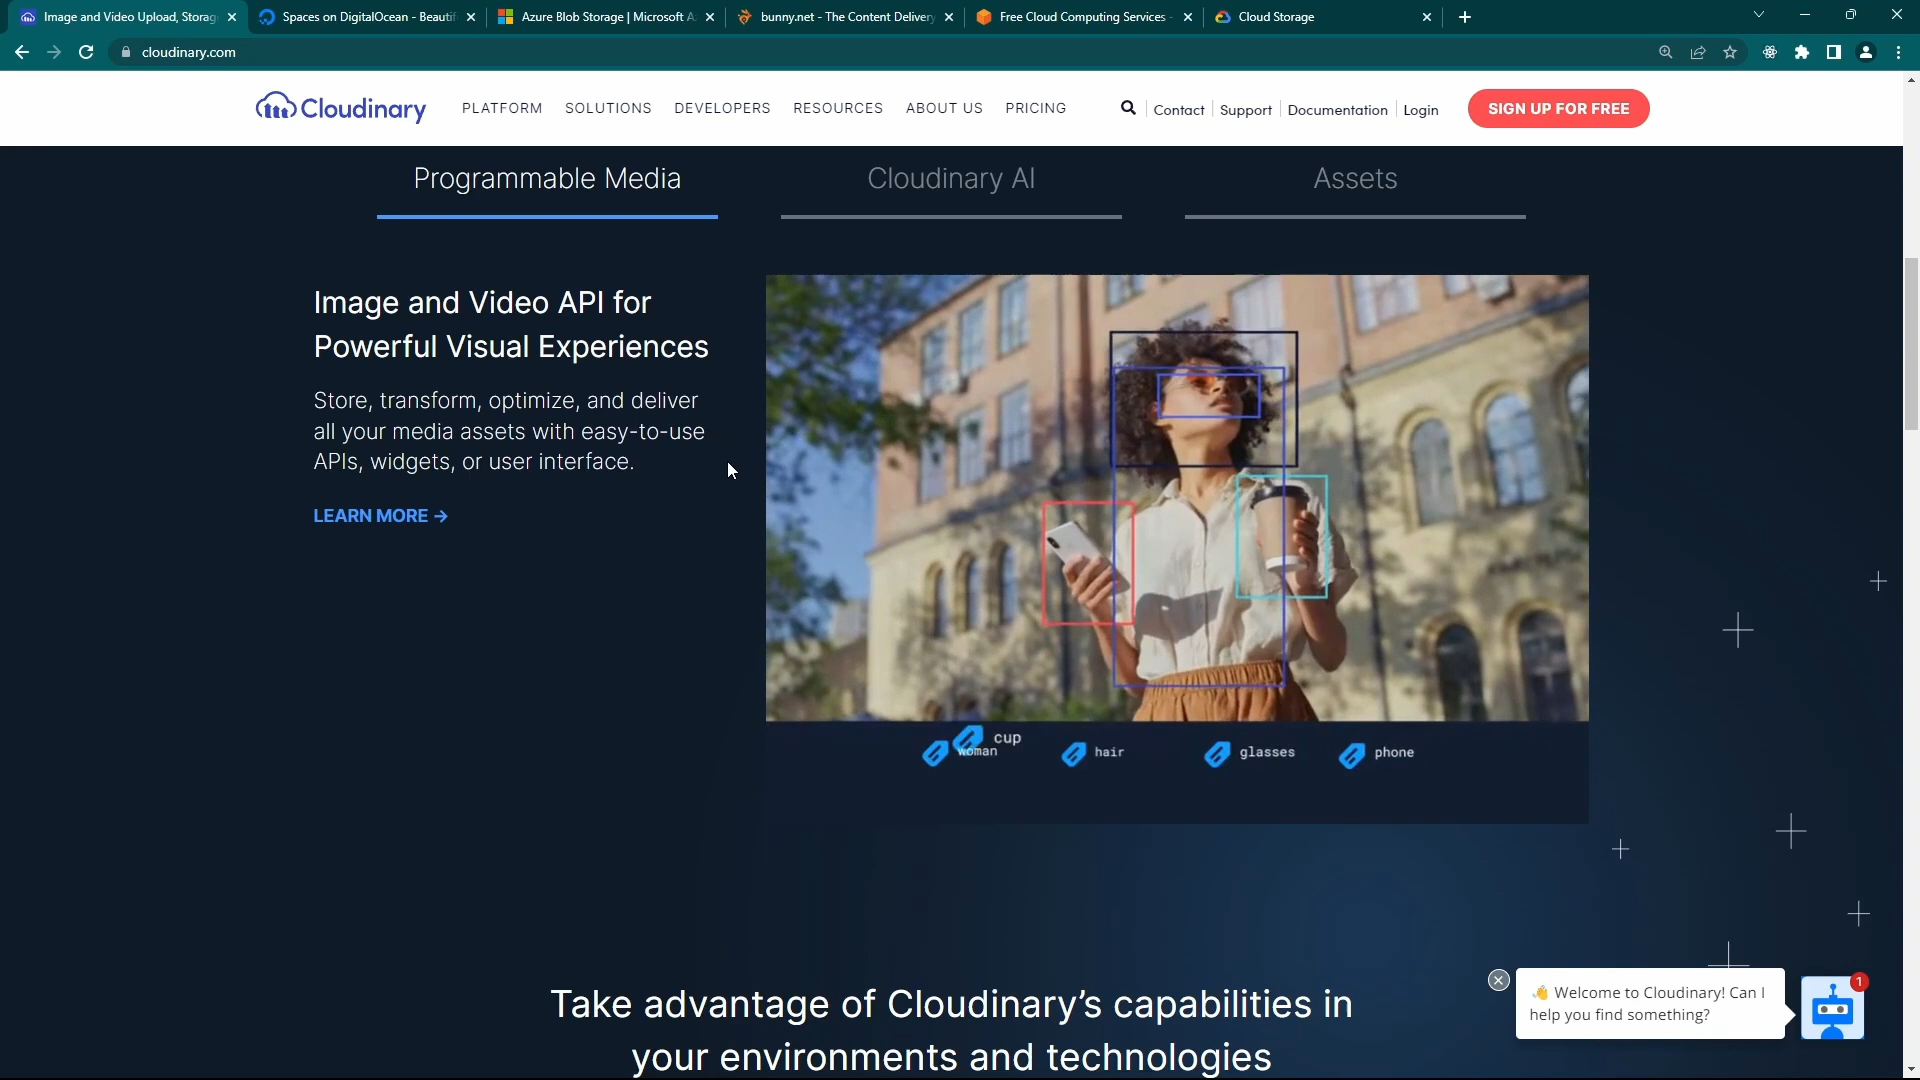 Image and Video Upload, Storag
Spaces on DigitalOcean - Beautif
Azure Blob Storage | Microsoft A
bunny.net - The Content Delivery
Free Cloud Computing Services -
Cloud Storage
cloudinary.com
Cloudinary
PLATFORM
SOLUTIONS
DEVELOPERS
RESOURCES
ABOUT US
PRICING
Contact
Support
Documentation
Login
SIGN UP FOR FREE
Programmable Media
Cloudinary AI
Assets
Image and Video API for
Powerful Visual Experiences
Store, transform, optimize, and deliver
all your media assets with easy-to-use
APIs, widgets, or user interface.
LEARN MORE →
cup
woman
hair
glasses
phone
Take advantage of Cloudinary's capabilities in
your environments and technologies
👋 Welcome to Cloudinary! Can I
help you find something?
1